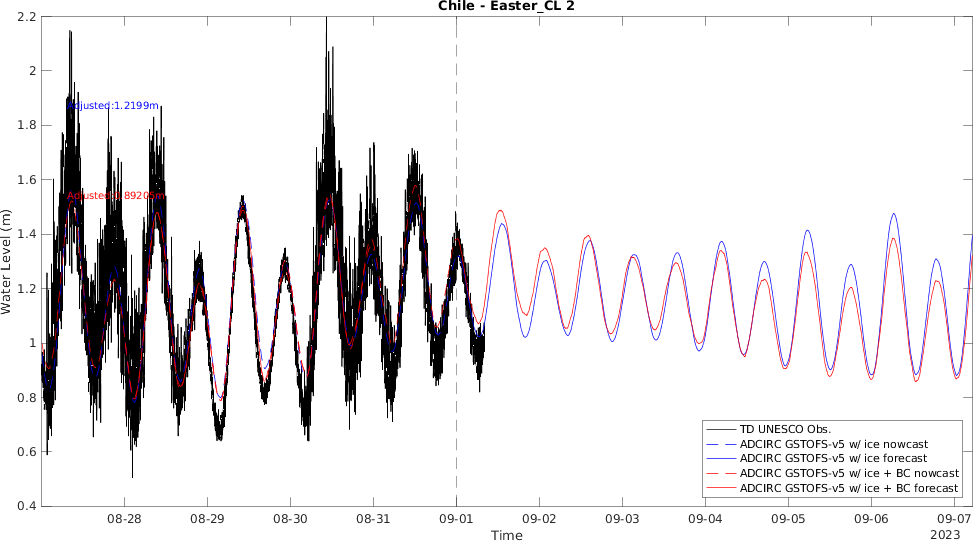 Chile - Easter_CL 2
Water Level (m)
2.2
2
1.8
1.6
1.4
1.2
1
0.8
0.6
0.4
Adjusted:1.2199m
08-28
08-29
08-30
08-31
09-01
09-02
09-03
09-04
09-05
09-06
09-07
2023
Time
TD UNESCO Obs.
ADCIRC GSTOFS-v5 w/ ice nowcast
ADCIRC GSTOFS-v5 w/ ice forecast
ADCIRC GSTOFS-v5 w/ ice + BC nowcast
ADCIRC GSTOFS-v5 w/ ice + BC forecast